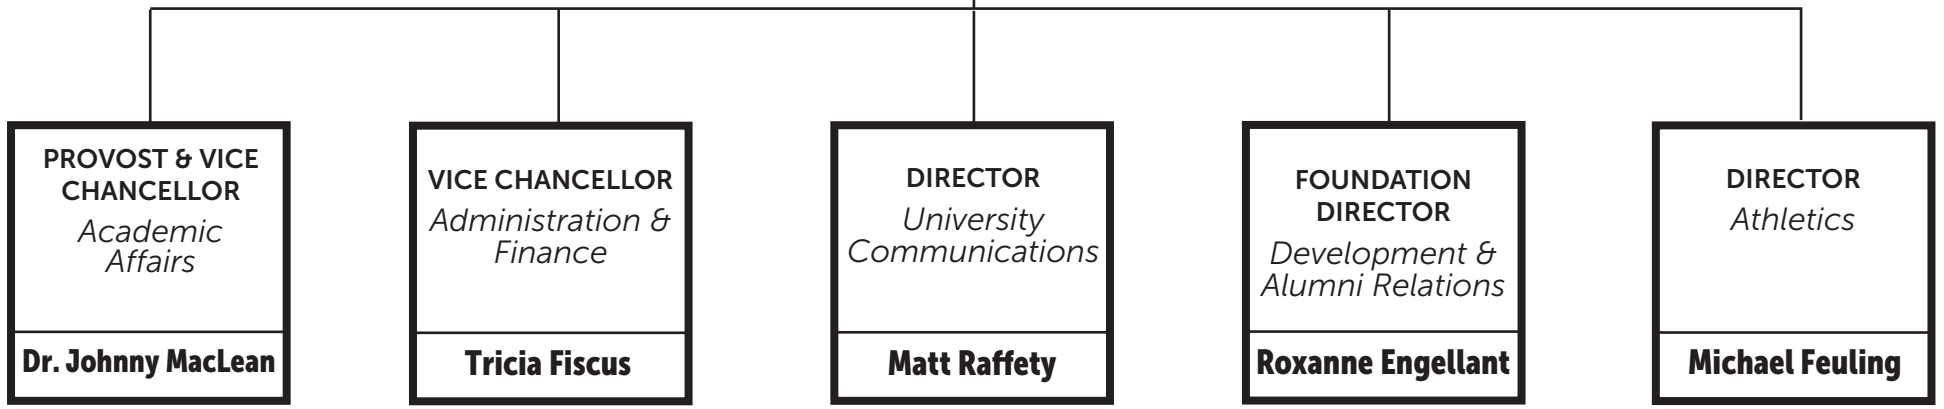 PROVOST & VICE
CHANCELLOR
Academic
Affairs
Dr. Johnny MacLean
VICE CHANCELLOR
Administration &
Finance
Tricia Fiscus
DIRECTOR
University
Communications
Matt Raffety
FOUNDATION
DIRECTOR
Development &
Alumni Relations
Roxanne Engellant
DIRECTOR
Athletics
Michael Feuling